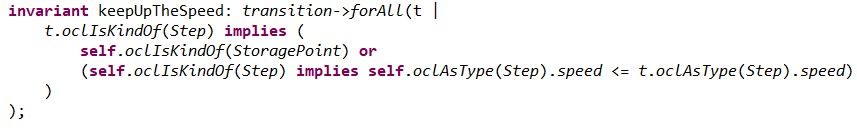 invariant keepUpTheSpeed: transition->forAll(t |
    t.oclIsKindOf(Step) implies (
        self.oclIsKindOf(StoragePoint) or
        (self.oclIsKindOf(Step) implies self.oclAsType(Step).speed <= t.oclAsType(Step).speed)
    )
);